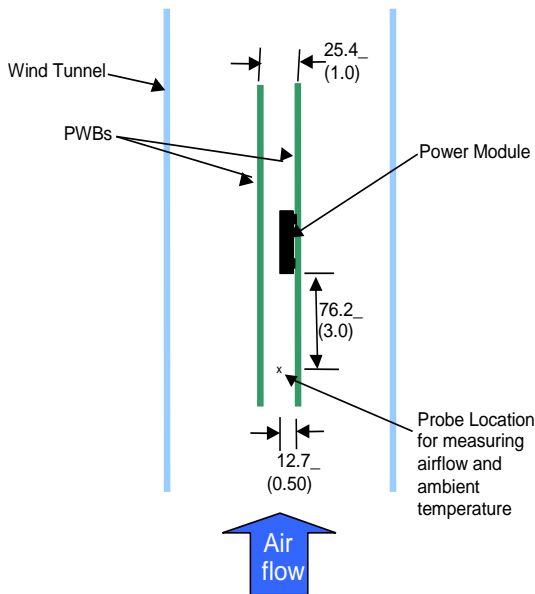 25.4_
(1.0)
Wind Tunnel
PWBs
Power Module
76.2_
(3.0)
x
Probe Location
for measuring
airflow and
ambient
temperature
12.7_
(0.50)
Air
flow